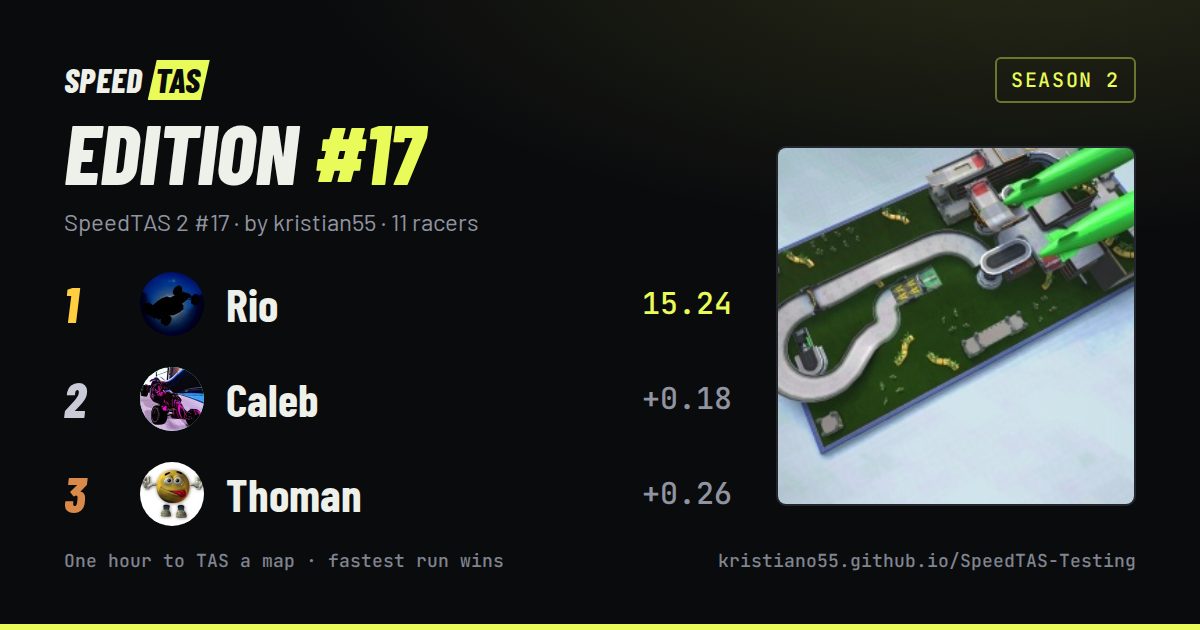 SPEED TAS
SEASON 2
EDITION #17
SpeedTAS 2 #17 · by kristian55 · 11 racers
1 Rio 15.24
2 Caleb +0.18
3 Thoman +0.26
One hour to TAS a map · fastest run wins
kristiano55.github.io/SpeedTAS-Testing